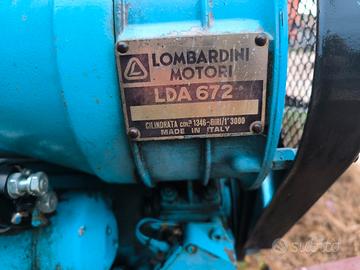 LOMBARDINI
MOTORI
LDA 672
CILINDRATA cm³ 1346-GIRI/1' 3000
MADE IN ITALY
subito